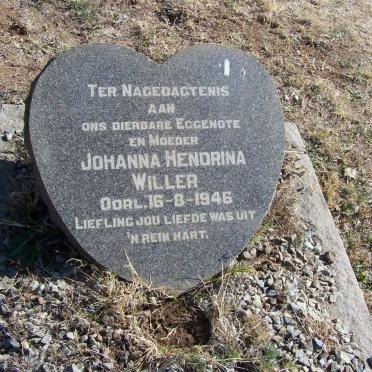 TER NAGEDAGTENIS
AAN
ONS DIERBARE EGGENOTE
EN MOEDER
JOHANNA HENDRINA
WILLER
OORL. 16-8-1946
LIEFLING JOU LIEFDE WAS UIT
'N REIN HART.